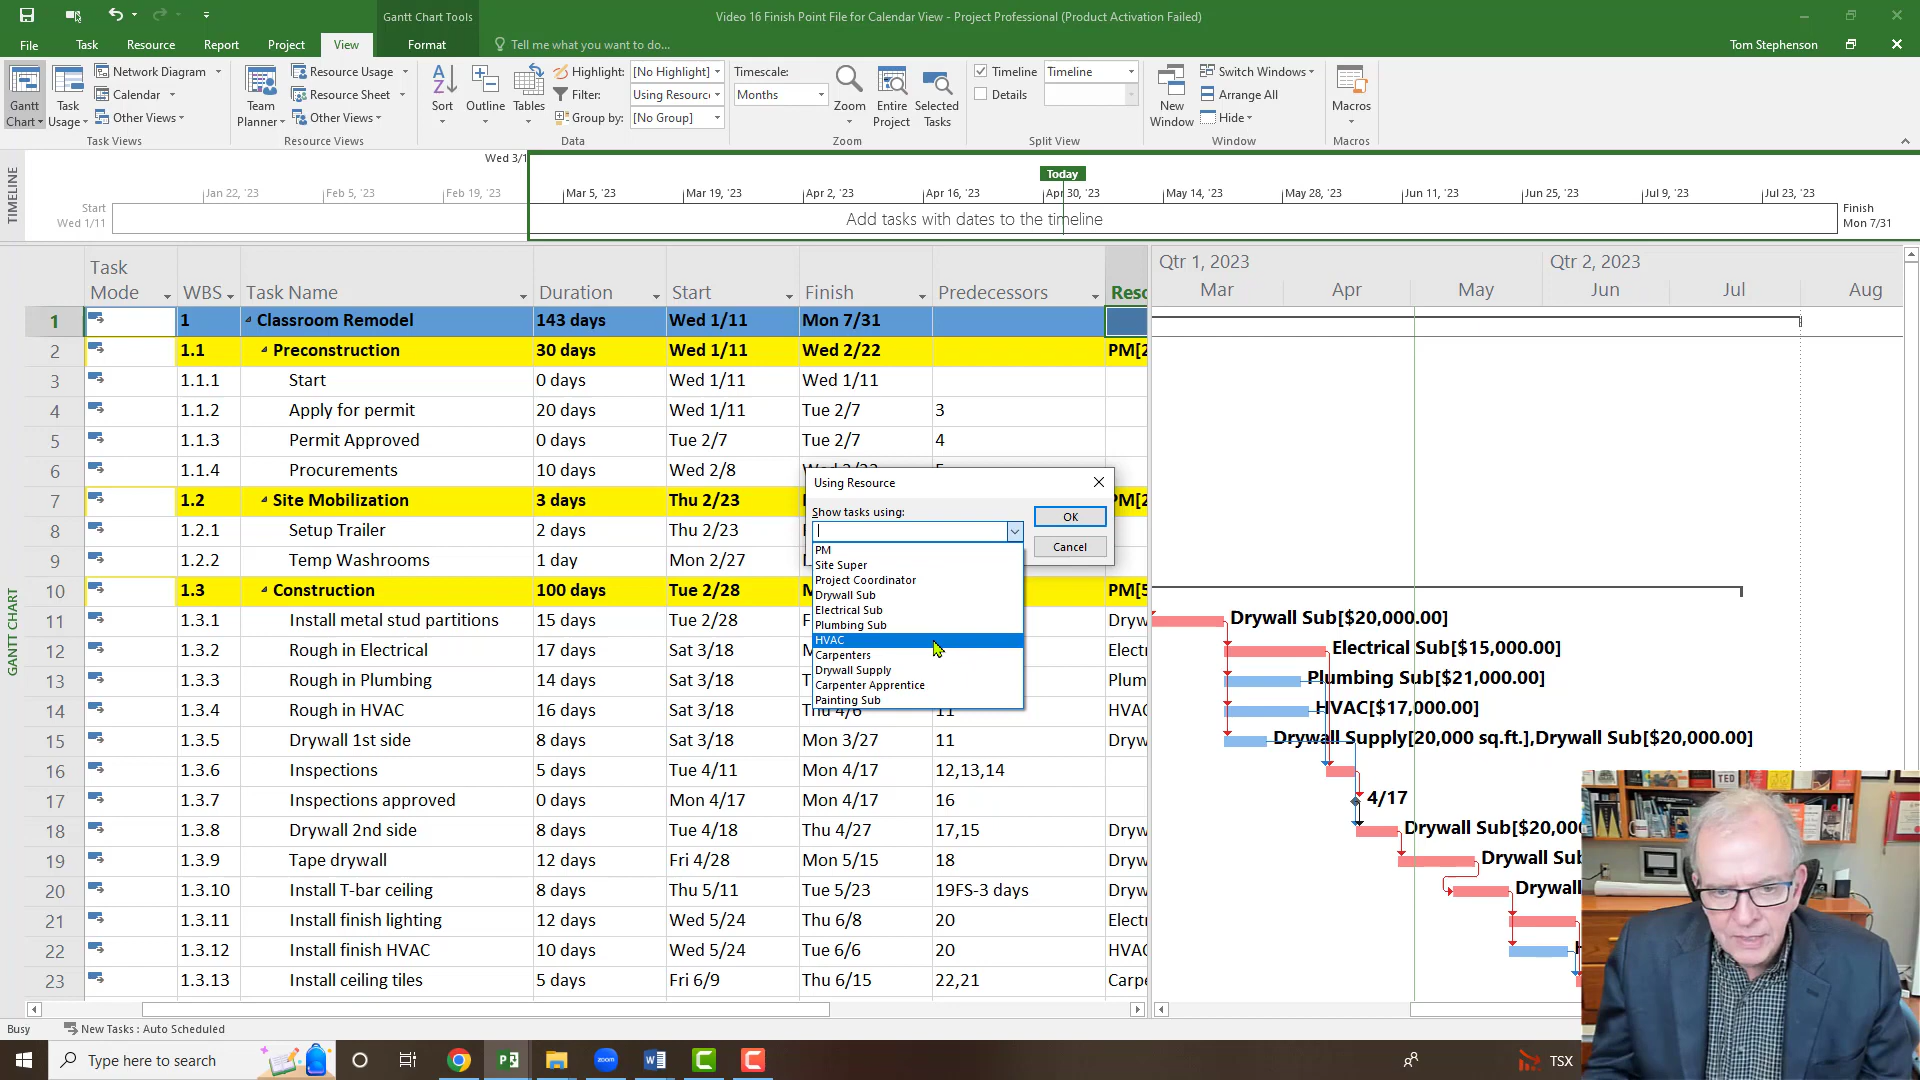 Gantt Chart Tools
Video 16 Finish Point File for Calendar View - Project Professional (Product Activation Failed)
File Task Resource Report Project View Format Tell me what you want to do... Tom Stephenson
Gantt Chart
Task Usage
Network Diagram
Calendar
Other Views
Task Views
Team Planner
Resource Usage
Resource Sheet
Other Views
Resource Views
Sort
Outline
Tables
Highlight: [No Highlight]
Filter: Using Resourc
Group by: [No Group]
Data
Timescale:
Months
Zoom
Entire Project
Selected Tasks
Zoom
Timeline Timeline
Details
Split View
New Window
Switch Windows
Arrange All
Hide
Window
Macros
Macros
TIMELINE
Wed 3/1
Today
Jan 22, '23 Feb 5, '23 Feb 19, '23 Mar 5, '23 Mar 19, '23 Apr 2, '23 Apr 16, '23 Apr 30, '23 May 14, '23 May 28, '23 Jun 11, '23 Jun 25, '23 Jul 9, '23 Jul 23, '23
Start
Wed 1/11
Add tasks with dates to the timeline
Finish
Mon 7/31
GANTT CHART
Task Mode WBS Task Name Duration Start Finish Predecessors Reso
Qtr 1, 2023 Qtr 2, 2023
Mar Apr May Jun Jul Aug
1 1 Classroom Remodel 143 days Wed 1/11 Mon 7/31
2 1.1 Preconstruction 30 days Wed 1/11 Wed 2/22 PM[2
3 1.1.1 Start 0 days Wed 1/11 Wed 1/11
4 1.1.2 Apply for permit 20 days Wed 1/11 Tue 2/7 3
5 1.1.3 Permit Approved 0 days Tue 2/7 Tue 2/7 4
6 1.1.4 Procurements 10 days Wed 2/8
7 1.2 Site Mobilization 3 days Thu 2/23 PM[2
8 1.2.1 Setup Trailer 2 days Thu 2/23
9 1.2.2 Temp Washrooms 1 day Mon 2/27
10 1.3 Construction 100 days Tue 2/28 PM[5
11 1.3.1 Install metal stud partitions 15 days Tue 2/28 Dryw Drywall Sub[$20,000.00]
12 1.3.2 Rough in Electrical 17 days Sat 3/18 Elect Electrical Sub[$15,000.00]
13 1.3.3 Rough in Plumbing 14 days Sat 3/18 Plum Plumbing Sub[$21,000.00]
14 1.3.4 Rough in HVAC 16 days Sat 3/18 Thu 4/6 11 HVAC HVAC[$17,000.00]
15 1.3.5 Drywall 1st side 8 days Sat 3/18 Mon 3/27 11 Dryw Drywall Supply[20,000 sq.ft.],Drywall Sub[$20,000.00]
16 1.3.6 Inspections 5 days Tue 4/11 Mon 4/17 12,13,14
17 1.3.7 Inspections approved 0 days Mon 4/17 Mon 4/17 16 4/17
18 1.3.8 Drywall 2nd side 8 days Tue 4/18 Thu 4/27 17,15 Dryw Drywall Sub[$20,000
19 1.3.9 Tape drywall 12 days Fri 4/28 Mon 5/15 18 Dryw Drywall Sub
20 1.3.10 Install T-bar ceiling 8 days Thu 5/11 Tue 5/23 19FS-3 days Dryw Drywall
21 1.3.11 Install finish lighting 12 days Wed 5/24 Thu 6/8 20 Elect
22 1.3.12 Install finish HVAC 10 days Wed 5/24 Tue 6/6 20 HVAC
23 1.3.13 Install ceiling tiles 5 days Fri 6/9 Thu 6/15 22,21 Carpe
Using Resource
Show tasks using:
OK
Cancel
PM
Site Super
Project Coordinator
Drywall Sub
Electrical Sub
Plumbing Sub
HVAC
Carpenters
Drywall Supply
Carpenter Apprentice
Painting Sub
TED
Busy New Tasks : Auto Scheduled
Type here to search
TSX